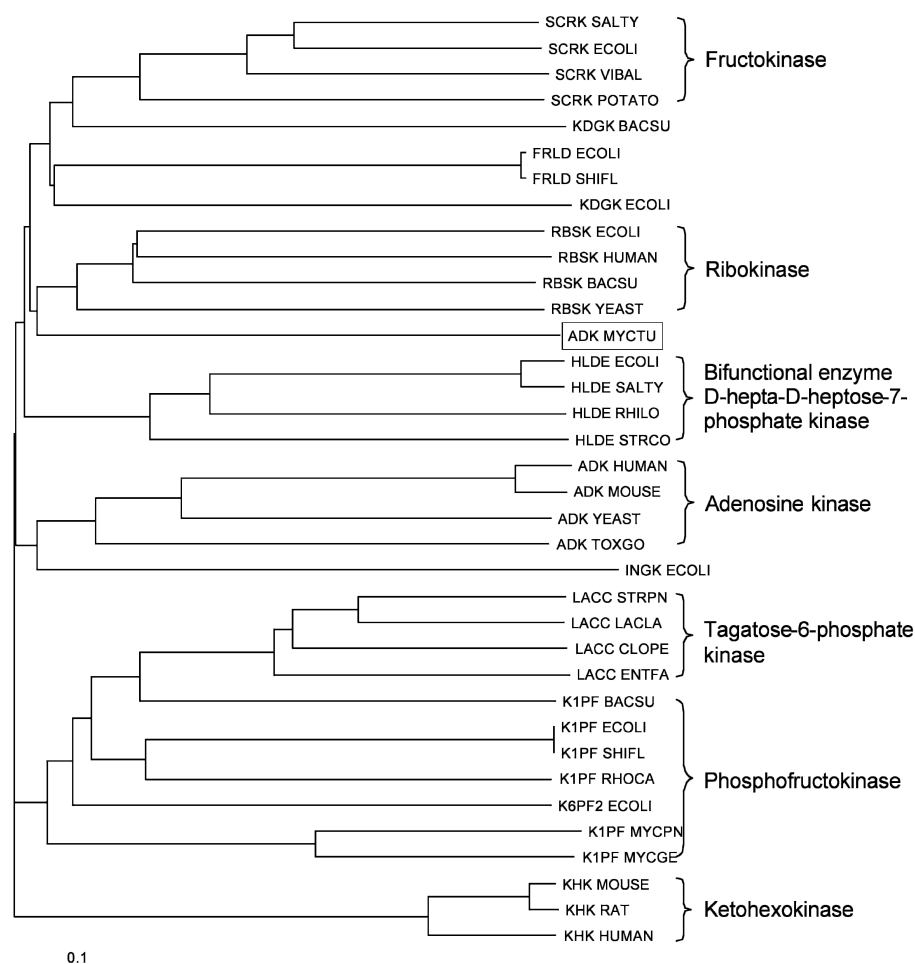 SCRK SALTY
SCRK ECOLI
Fructokinase
SCRK VIBAL
SCRK POTATO
KDGK BACSU
FRLD ECOLI
FRLD SHIFL
KDGK ECOLI
RBSK ECOLI
RBSK HUMAN
Ribokinase
RBSK BACSU
RBSK YEAST
ADK MYCTU
HLDE ECOLI
HLDE SALTY
HLDE RHILO
HLDE STRCO
Bifunctional enzyme
D-hepta-D-heptose-7-
phosphate kinase
ADK HUMAN
ADK MOUSE
Adenosine kinase
ADK YEAST
ADK TOXGO
INGK ECOLI
LACC STRPN
LACC LACLA
LACC CLOPE
LACC ENTFA
Tagatose-6-phosphate
kinase
K1PF BACSU
K1PF ECOLI
K1PF SHIFL
K1PF RHOCA
Phosphofructokinase
K6PF2 ECOLI
K1PF MYCPN
K1PF MYCGE
KHK MOUSE
KHK RAT
Ketohexokinase
KHK HUMAN
0.1